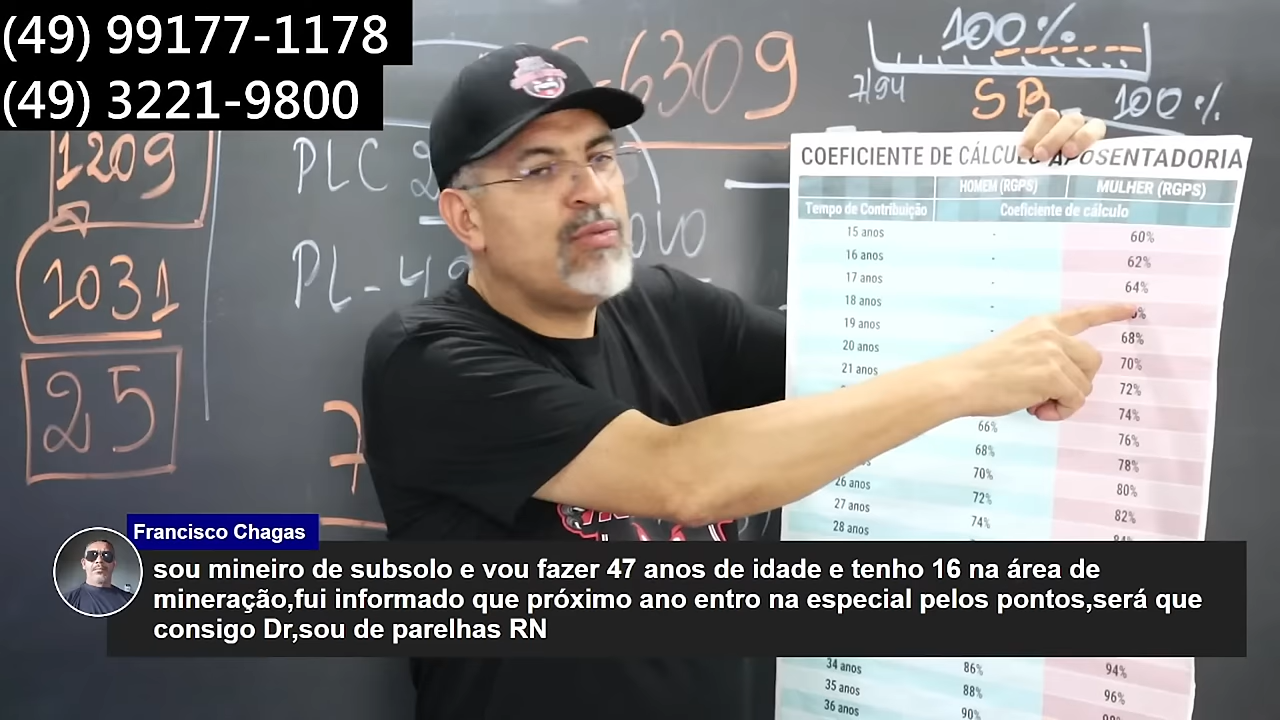 (49) 99177-1178
(49) 3221-9800
6309
100%
7/94
SB
100%
1209
1031
25
PLC
PL-4
7
COEFICIENTE DE CÁLCULO APOSENTADORIA
HOMEM (RGPS) MULHER (RGPS)
Tempo de Contribuição Coeficiente de cálculo
15 anos - 60%
16 anos - 62%
17 anos - 64%
18 anos -
19 anos - 68%
20 anos 70%
21 anos 72%
74%
66% 76%
68% 78%
26 anos 70% 80%
27 anos 72% 82%
28 anos 74%
Francisco Chagas
sou mineiro de subsolo e vou fazer 47 anos de idade e tenho 16 na área de
mineração,fui informado que próximo ano entro na especial pelos pontos,será que
consigo Dr,sou de parelhas RN
34 anos 86% 94%
35 anos 88% 96%
36 anos 90%